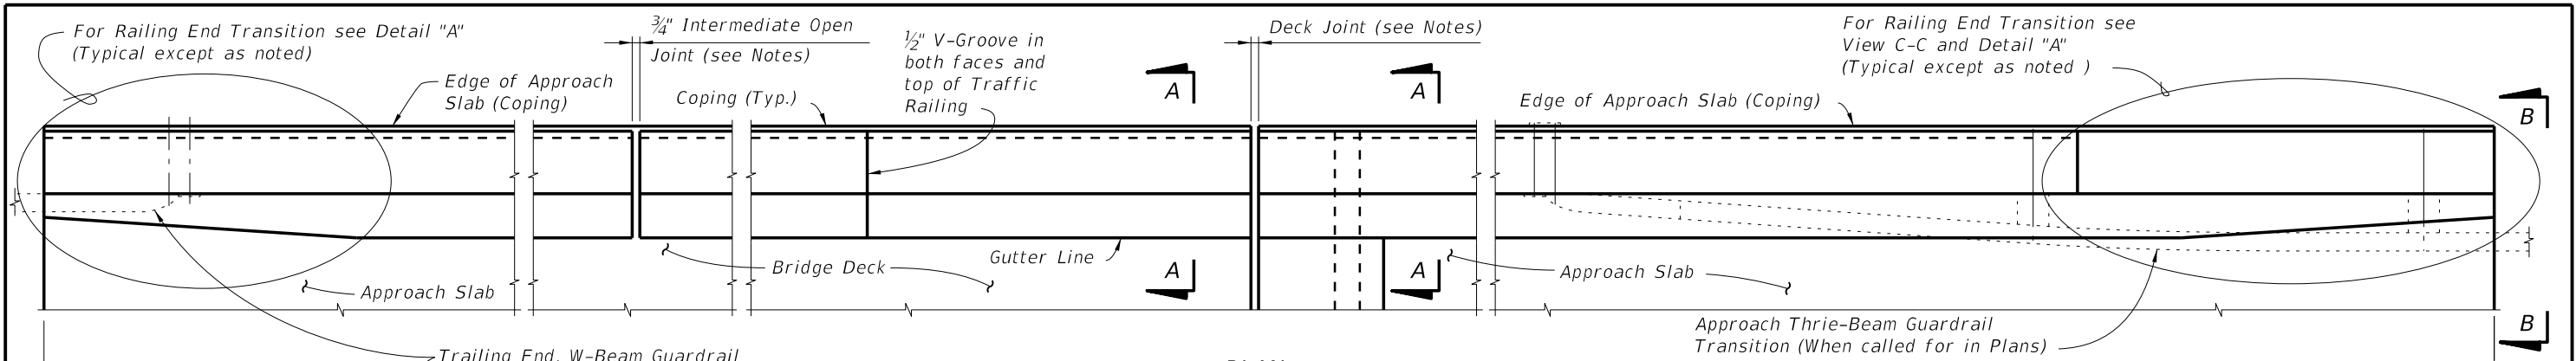 For Railing End Transition see Detail "A"
(Typical except as noted)
Edge of Approach
Slab (Coping)
¾" Intermediate Open
Joint (see Notes)
Coping (Typ.)
½" V-Groove in
both faces and
top of Traffic
Railing
A
Deck Joint (see Notes)
A
Edge of Approach Slab (Coping)
For Railing End Transition see
View C-C and Detail "A"
(Typical except as noted )
B
Approach Slab
Bridge Deck
Gutter Line
A
A
Approach Slab
Approach Thrie-Beam Guardrail
Transition (When called for in Plans)
B
Trailing End, W-Beam Guardrail